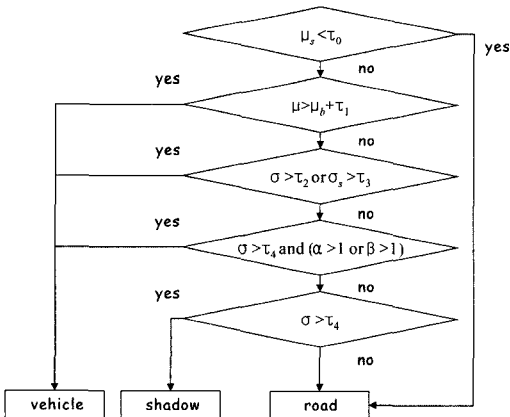 μₛ<τ₀
yes
no
yes
μ>μ_b+τ₁
no
yes
σ>τ₂ or σₛ>τ₃
no
yes
σ>τ₄ and (α>1 or β>1)
no
yes
σ>τ₄
no
vehicle
shadow
road